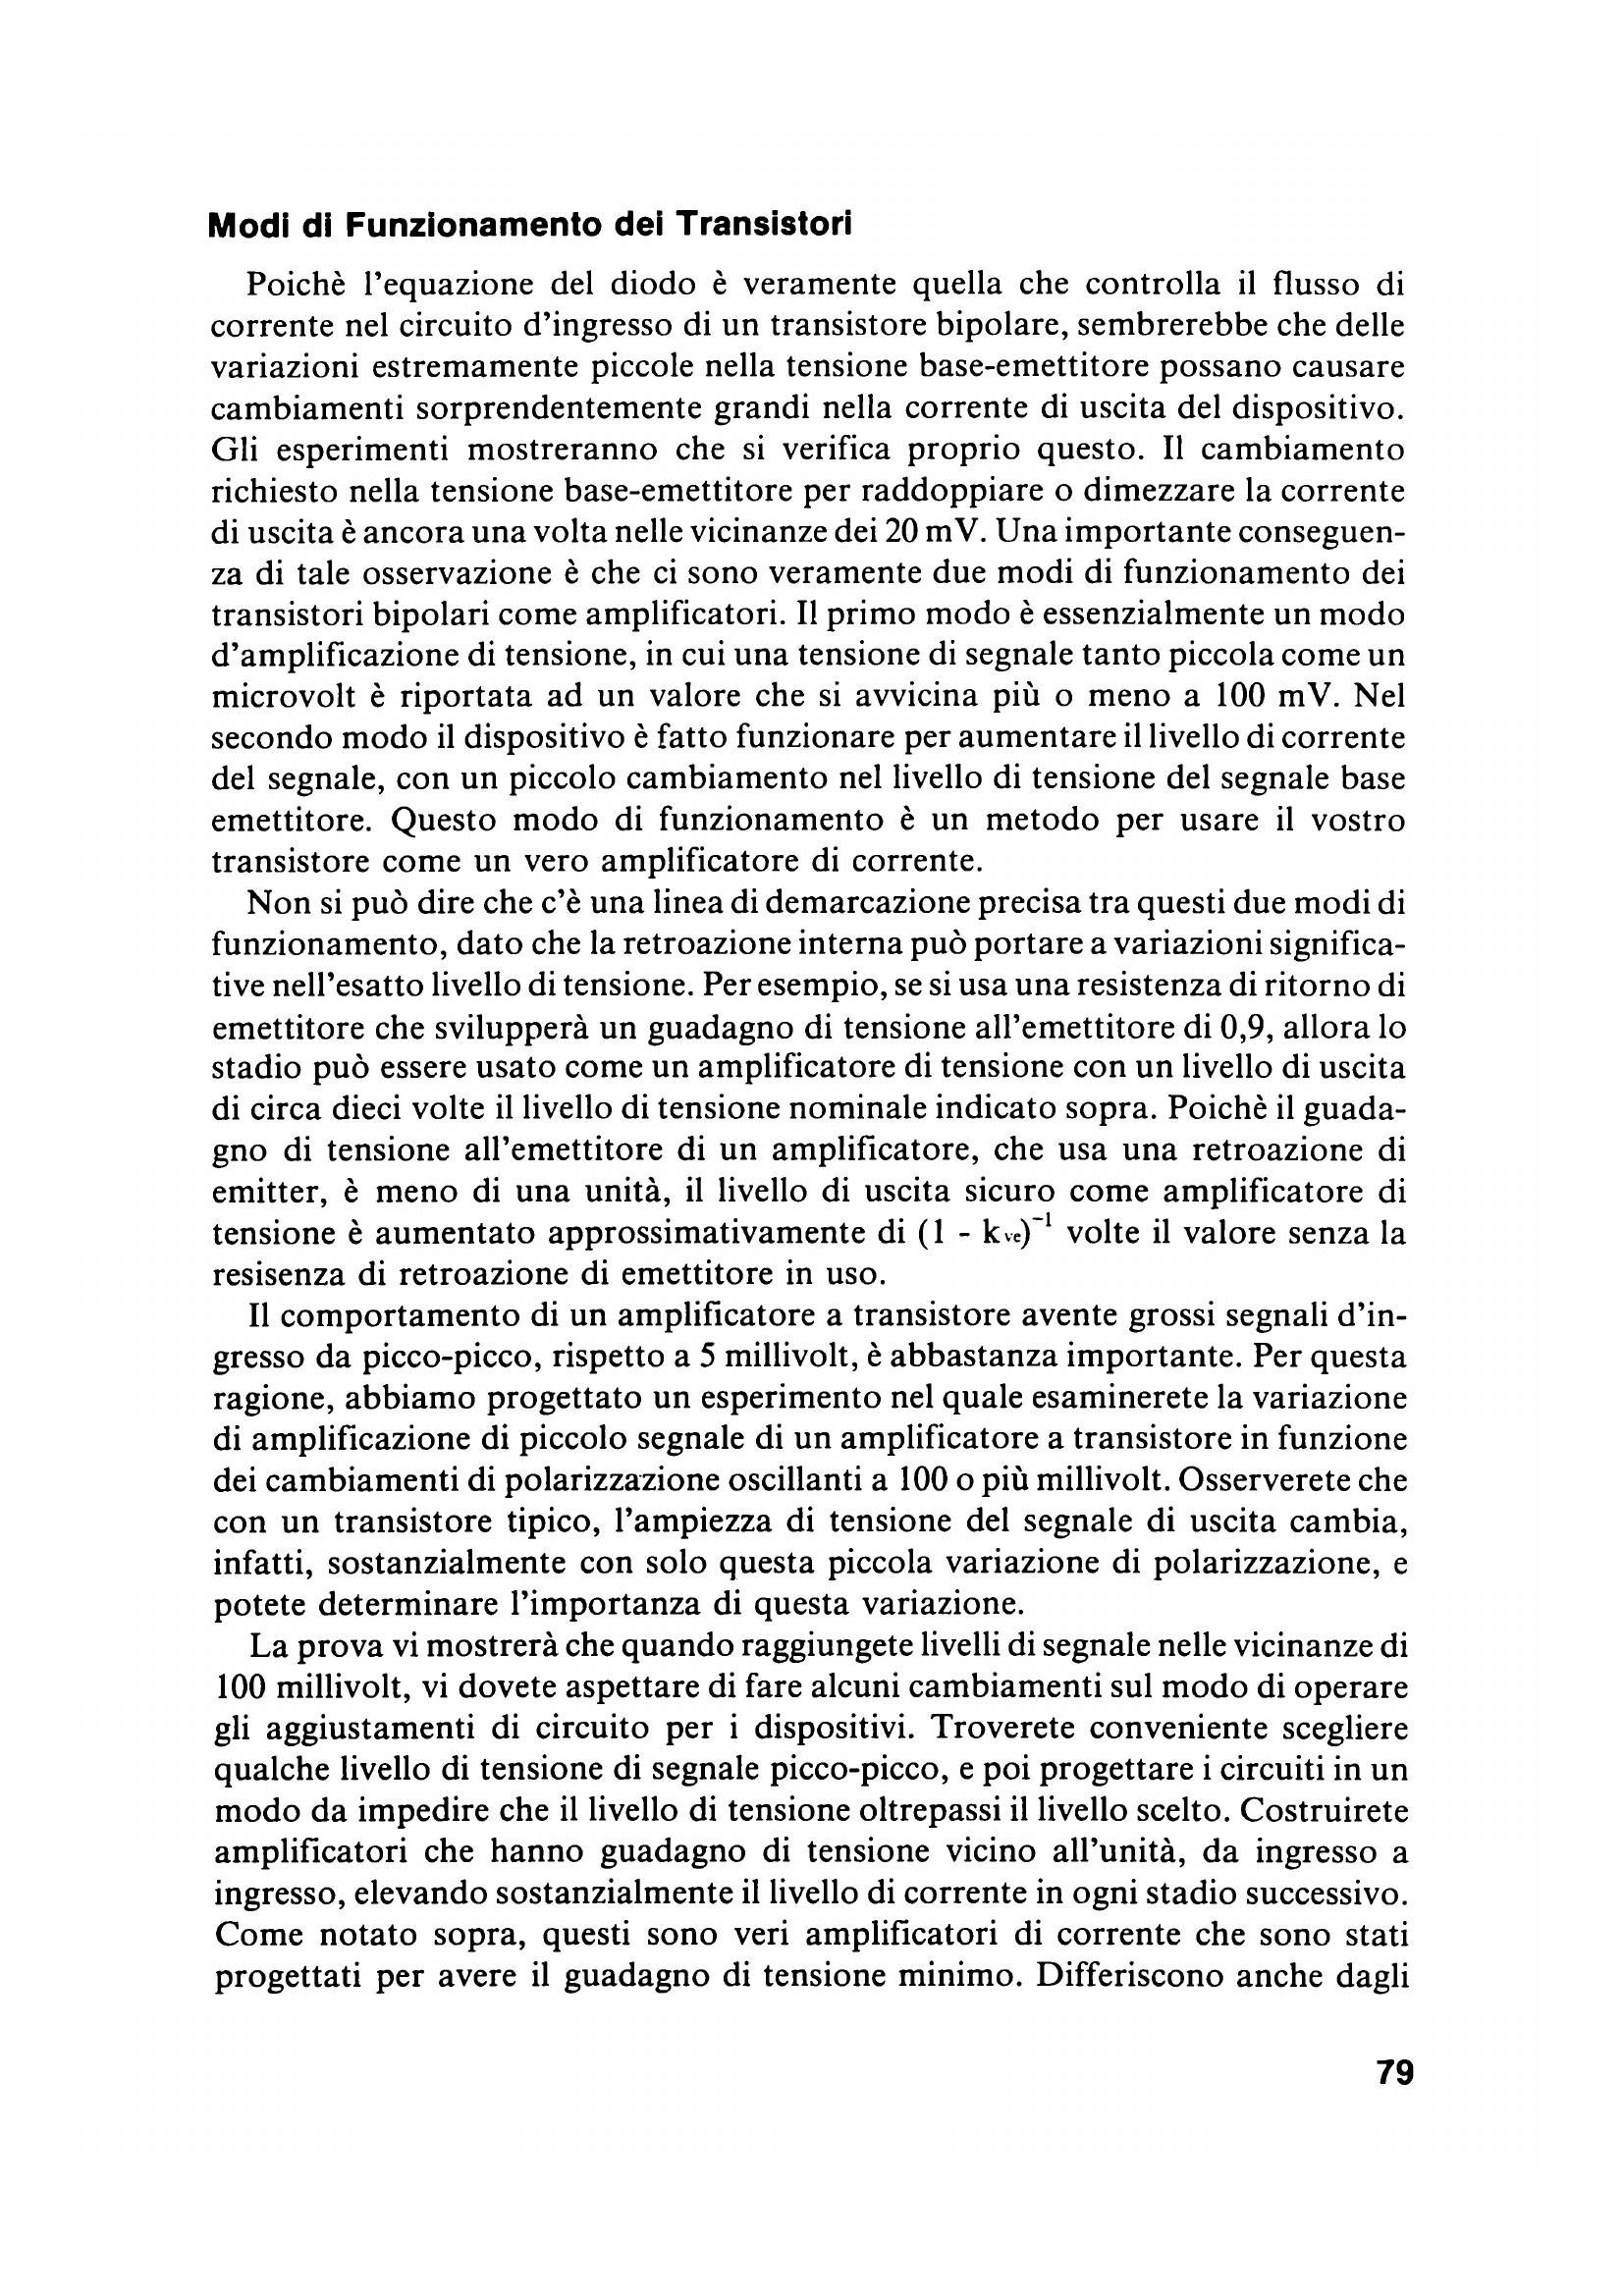 Modi di Funzionamento dei Transistori
Poichè l'equazione del diodo è veramente quella che controlla il flusso di
corrente nel circuito d'ingresso di un transistore bipolare, sembrerebbe che delle
variazioni estremamente piccole nella tensione base-emettitore possano causare
cambiamenti sorprendentemente grandi nella corrente di uscita del dispositivo.
Gli esperimenti mostreranno che si verifica proprio questo. Il cambiamento
richiesto nella tensione base-emettitore per raddoppiare o dimezzare la corrente
di uscita è ancora una volta nelle vicinanze dei 20 mV. Una importante conseguen-
za di tale osservazione è che ci sono veramente due modi di funzionamento dei
transistori bipolari come amplificatori. Il primo modo è essenzialmente un modo
d'amplificazione di tensione, in cui una tensione di segnale tanto piccola come un
microvolt è riportata ad un valore che si avvicina più o meno a 100 mV. Nel
secondo modo il dispositivo è fatto funzionare per aumentare il livello di corrente
del segnale, con un piccolo cambiamento nel livello di tensione del segnale base
emettitore. Questo modo di funzionamento è un metodo per usare il vostro
transistore come un vero amplificatore di corrente.
Non si può dire che c'è una linea di demarcazione precisa tra questi due modi di
funzionamento, dato che la retroazione interna può portare a variazioni significa-
tive nell'esatto livello di tensione. Per esempio, se si usa una resistenza di ritorno di
emettitore che svilupperà un guadagno di tensione all'emettitore di 0,9, allora lo
stadio può essere usato come un amplificatore di tensione con un livello di uscita
di circa dieci volte il livello di tensione nominale indicato sopra. Poichè il guada-
gno di tensione all'emettitore di un amplificatore, che usa una retroazione di
emitter, è meno di una unità, il livello di uscita sicuro come amplificatore di
tensione è aumentato approssimativamente di (1 - kve)⁻¹ volte il valore senza la
resisenza di retroazione di emettitore in uso.
Il comportamento di un amplificatore a transistore avente grossi segnali d'in-
gresso da picco-picco, rispetto a 5 millivolt, è abbastanza importante. Per questa
ragione, abbiamo progettato un esperimento nel quale esaminerete la variazione
di amplificazione di piccolo segnale di un amplificatore a transistore in funzione
dei cambiamenti di polarizzazione oscillanti a 100 o più millivolt. Osserverete che
con un transistore tipico, l'ampiezza di tensione del segnale di uscita cambia,
infatti, sostanzialmente con solo questa piccola variazione di polarizzazione, e
potete determinare l'importanza di questa variazione.
La prova vi mostrerà che quando raggiungete livelli di segnale nelle vicinanze di
100 millivolt, vi dovete aspettare di fare alcuni cambiamenti sul modo di operare
gli aggiustamenti di circuito per i dispositivi. Troverete conveniente scegliere
qualche livello di tensione di segnale picco-picco, e poi progettare i circuiti in un
modo da impedire che il livello di tensione oltrepassi il livello scelto. Costruirete
amplificatori che hanno guadagno di tensione vicino all'unità, da ingresso a
ingresso, elevando sostanzialmente il livello di corrente in ogni stadio successivo.
Come notato sopra, questi sono veri amplificatori di corrente che sono stati
progettati per avere il guadagno di tensione minimo. Differiscono anche dagli
79